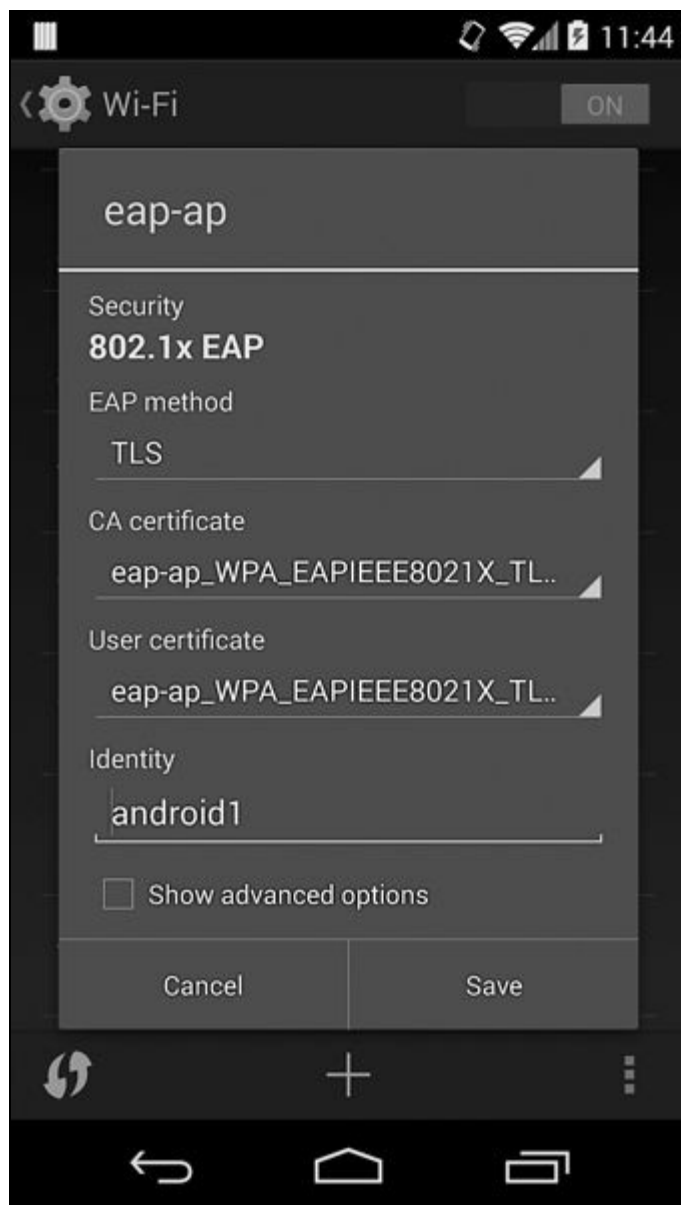 11:44
Wi-Fi
ON
eap-ap
Security
802.1x EAP
EAP method
TLS
CA certificate
eap-ap_WPA_EAPIEEE8021X_TL..
User certificate
eap-ap_WPA_EAPIEEE8021X_TL..
Identity
android1
Show advanced options
Cancel
Save